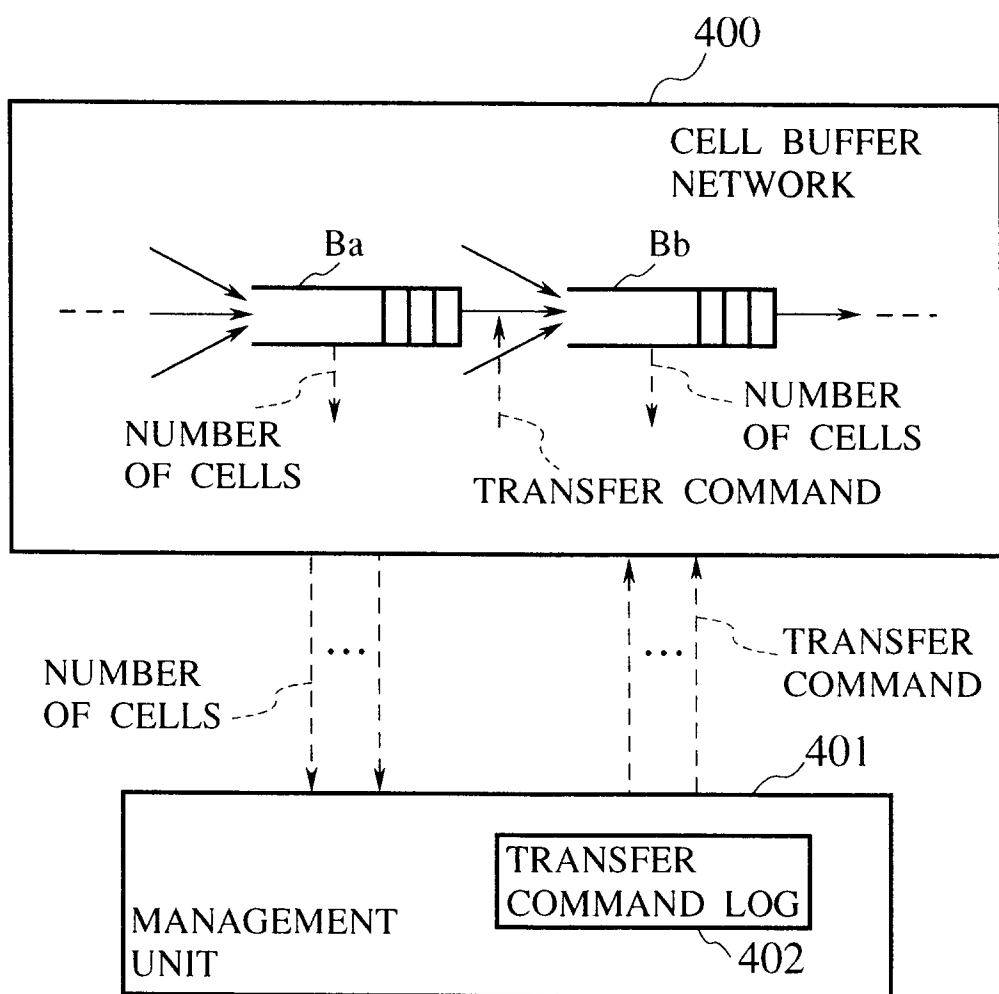 400
CELL BUFFER
NETWORK
Ba
Bb
NUMBER
OF CELLS
NUMBER
OF CELLS
TRANSFER COMMAND
...
...
NUMBER
OF CELLS
TRANSFER
COMMAND
401
TRANSFER
COMMAND LOG
MANAGEMENT
UNIT
402